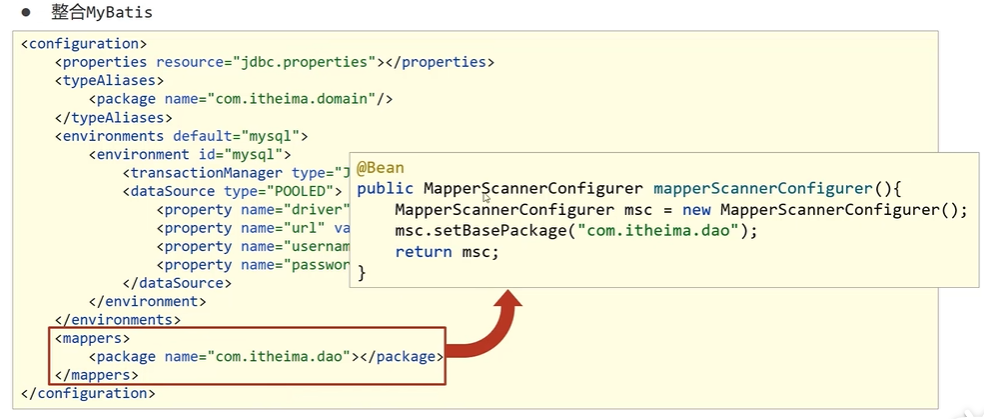 ● 整合MyBatis
<configuration>
<properties resource="jdbc.properties"></properties>
<typeAliases>
<package name="com.itheima.domain"/>
</typeAliases>
<environments default="mysql">
<environment id="mysql">
<transactionManager type="J
<dataSource type="POOLED">
<property name="driver"
<property name="url" va
<property name="usernam
<property name="passwor
</dataSource>
</environment>
</environments>
<mappers>
<package name="com.itheima.dao"></package>
</mappers>
</configuration>
@Bean
public MapperScannerConfigurer mapperScannerConfigurer(){
MapperScannerConfigurer msc = new MapperScannerConfigurer();
msc.setBasePackage("com.itheima.dao");
return msc;
}